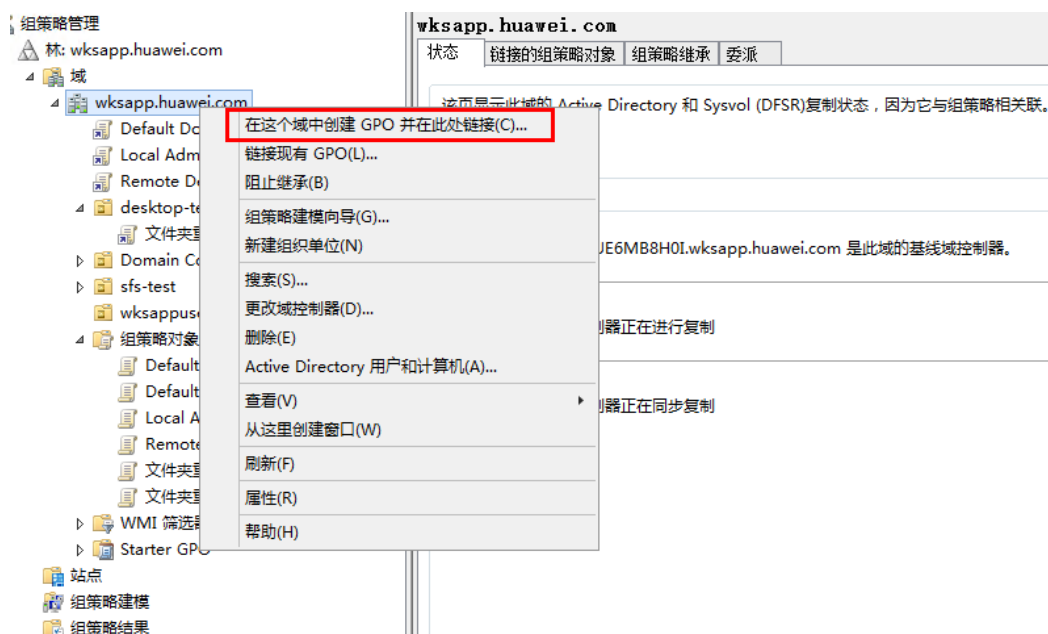 组策略管理
林: wksapp.huawei.com
域
wksapp.huawei.com
Default Do
Local Adm
Remote De
desktop-te
文件夹重
Domain Co
sfs-test
wksappuse
组策略对象
Default
Default
Local A
Remote
文件夹重
文件夹重
WMI 筛选器
Starter GPO
站点
组策略建模
组策略结果
在这个域中创建 GPO 并在此处链接(C)...
链接现有 GPO(L)...
阻止继承(B)
组策略建模向导(G)...
新建组织单位(N)
搜索(S)...
更改域控制器(D)...
删除(E)
Active Directory 用户和计算机(A)...
查看(V)
从这里创建窗口(W)
刷新(F)
属性(R)
帮助(H)
wksapp.huawei.com
状态 链接的组策略对象 组策略继承 委派
该页显示此域的 Active Directory 和 Sysvol (DFSR)复制状态，因为它与组策略相关联。
JE6MB8H0I.wksapp.huawei.com 是此域的基线域控制器。
制器正在进行复制
制器正在同步复制